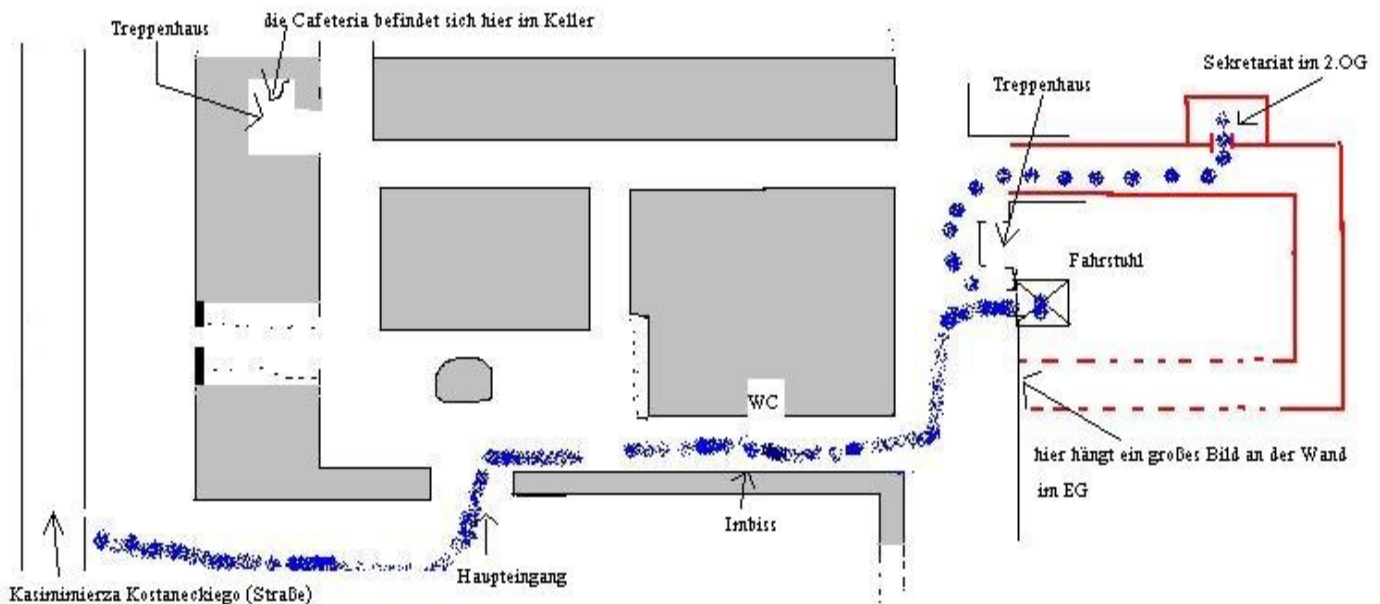 die Cafeteria befindet sich hier im Keller
Treppenhaus
Sekretariat im 2.OG
Treppenhaus
Fahrstuhl
WC
hier hängt ein großes Bild an der Wand
im EG
Imbiss
Haupteingang
Kasimimierza Kostaneckiego (Straße)